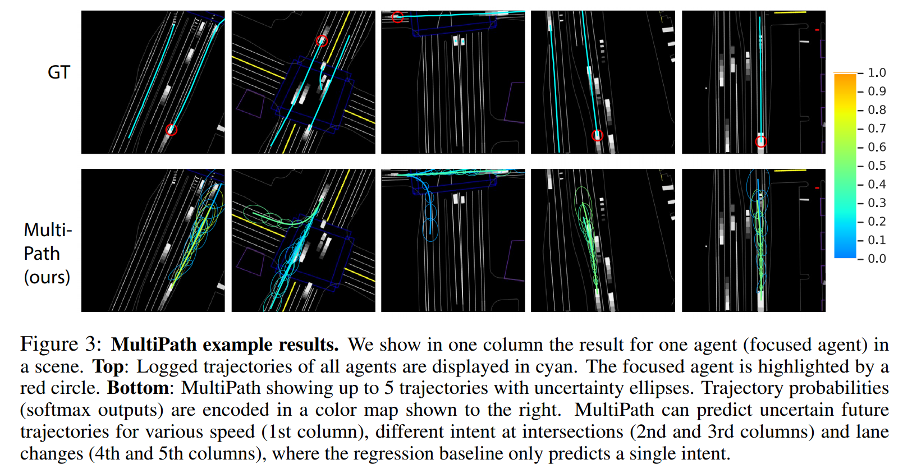 GT
1.0
0.9
0.8
0.7
0.6
0.5
0.4
0.3
0.2
0.1
0.0
Multi-
Path
(ours)
Figure 3: MultiPath example results. We show in one column the result for one agent (focused agent) in
a scene. Top: Logged trajectories of all agents are displayed in cyan. The focused agent is highlighted by a
red circle. Bottom: MultiPath showing up to 5 trajectories with uncertainty ellipses. Trajectory probabilities
(softmax outputs) are encoded in a color map shown to the right. MultiPath can predict uncertain future
trajectories for various speed (1st column), different intent at intersections (2nd and 3rd columns) and lane
changes (4th and 5th columns), where the regression baseline only predicts a single intent.